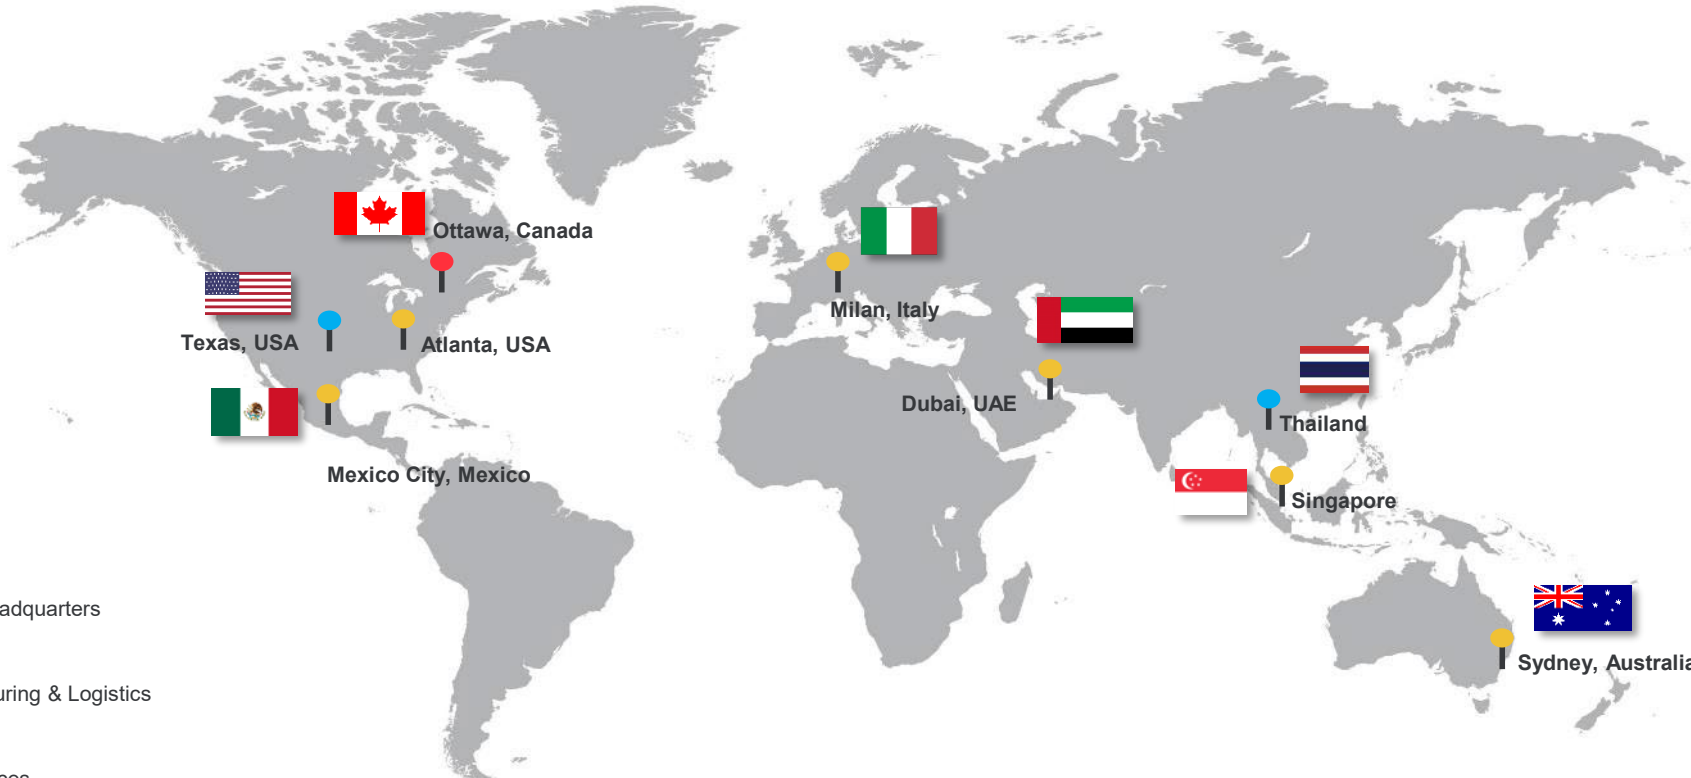 Ottawa, Canada
Texas, USA
Atlanta, USA
Milan, Italy
Dubai, UAE
Thailand
Mexico City, Mexico
Singapore
adquarters
Sydney, Australia
uring & Logistics